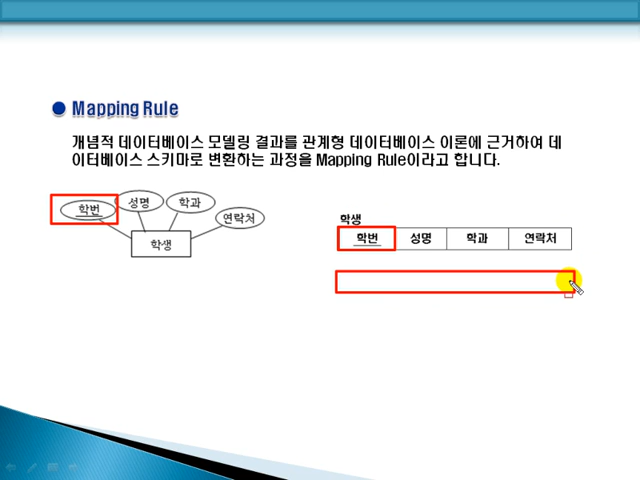 Mapping Rule
개념적 데이터베이스 모델링 결과를 관계형 데이터베이스 이론에 근거하여 데
이터베이스 스키마로 변환하는 과정을 Mapping Rule이라고 합니다.
학번 성명 학과 연락처
학생
학생
학번 성명 학과 연락처